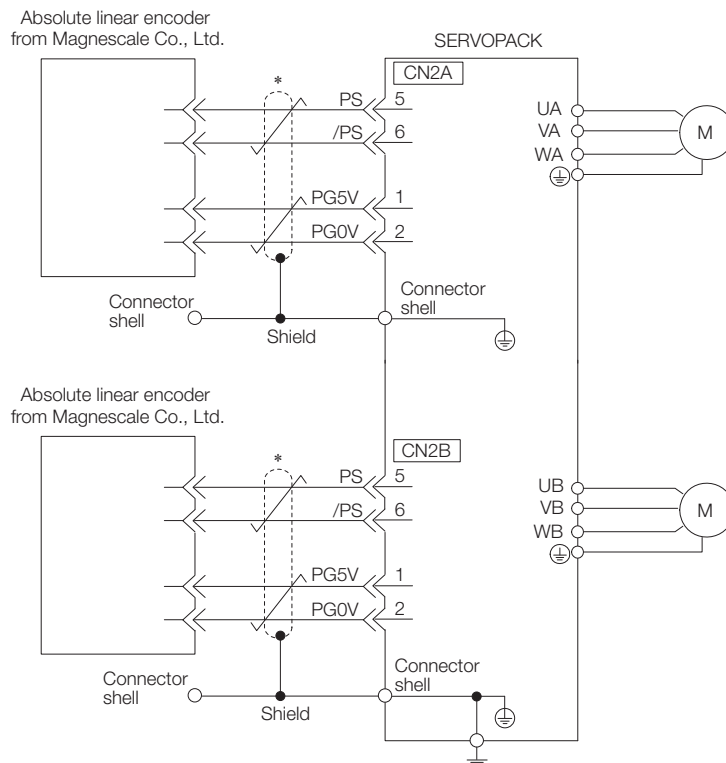 Absolute linear encoder
from Magnescale Co., Ltd.
SERVOPACK
CN2A
*
PS
5
/PS
6
PG5V
1
PG0V
2
UA
VA
WA
M
Connector
shell
Shield
Connector
shell
Absolute linear encoder
from Magnescale Co., Ltd.
CN2B
*
PS
5
/PS
6
PG5V
1
PG0V
2
UB
VB
WB
M
Connector
shell
Shield
Connector
shell